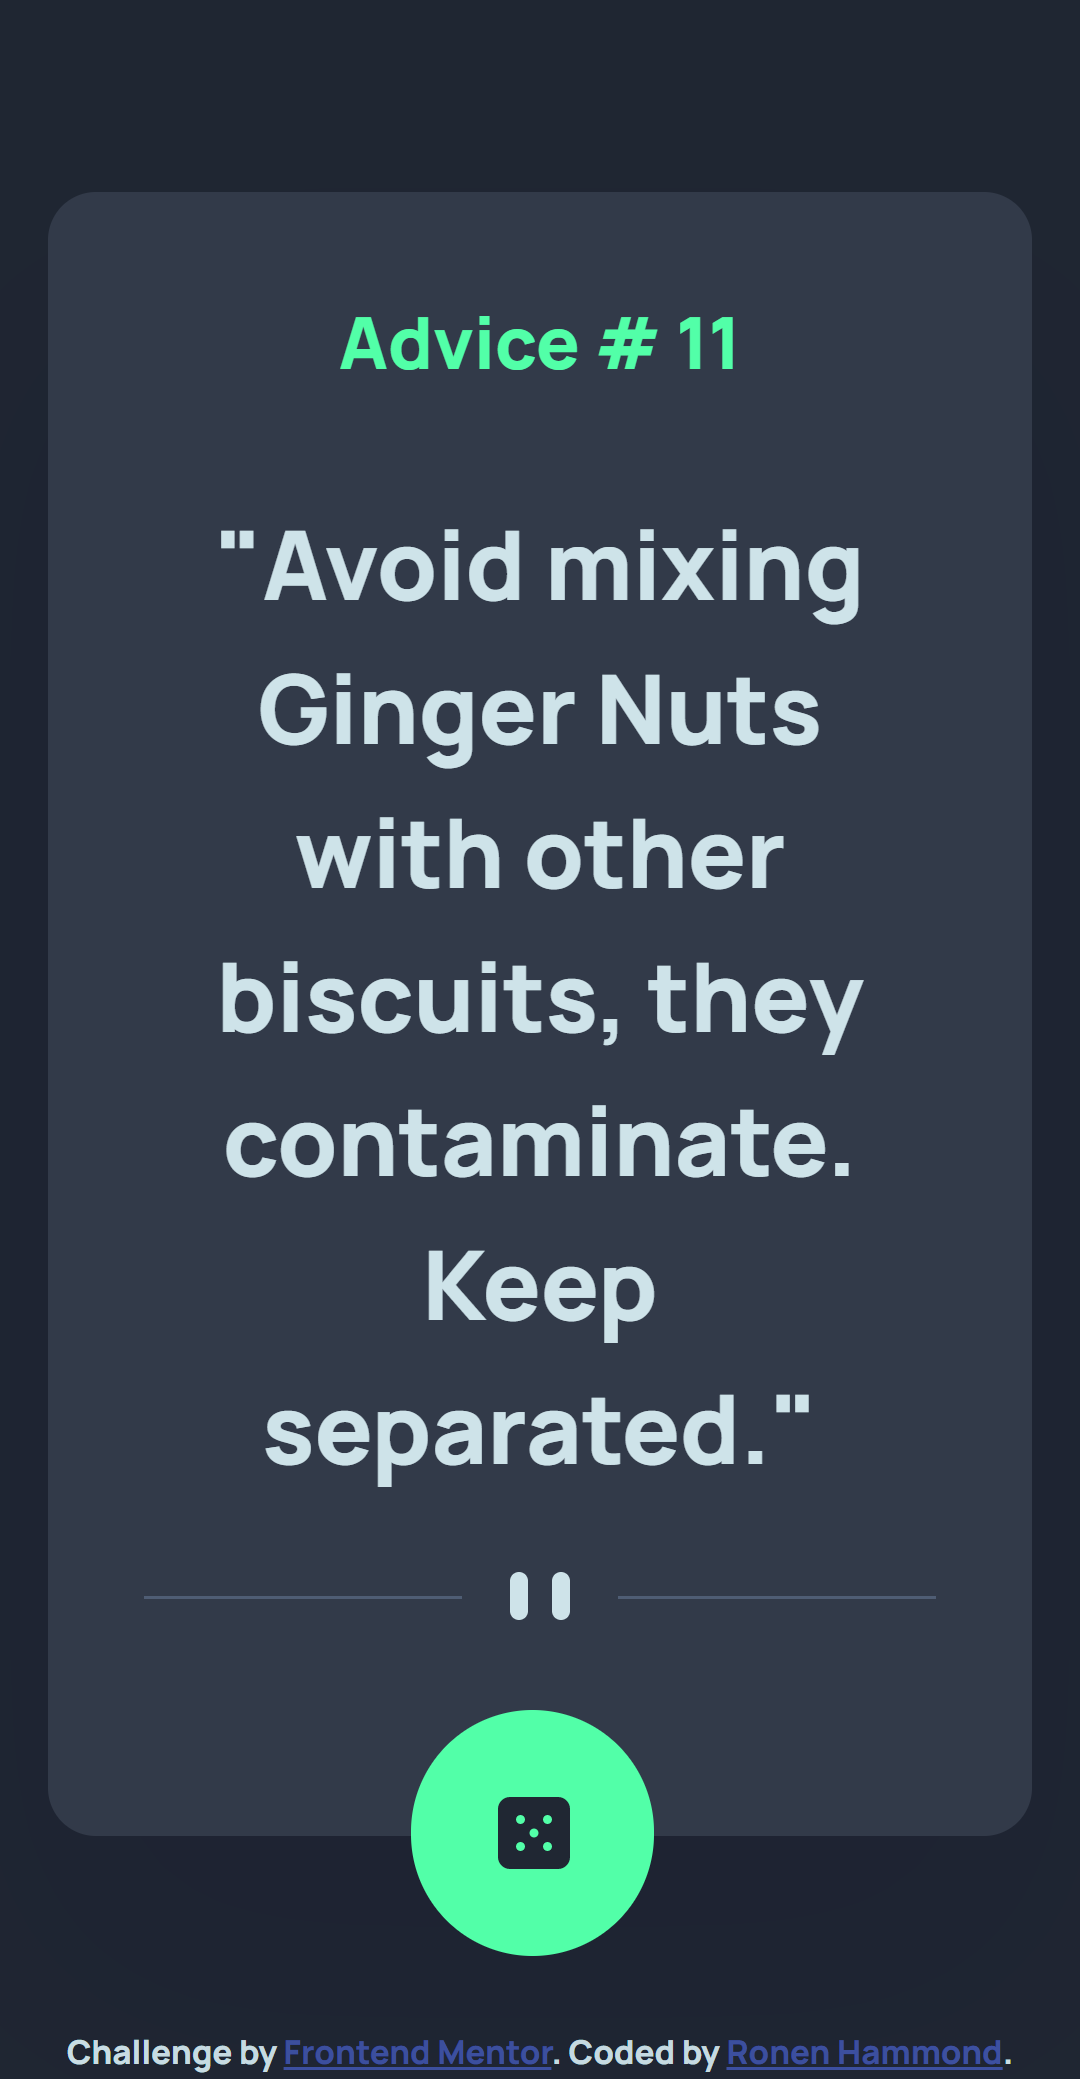 Advice # 11
"Avoid mixing
Ginger Nuts
with other
biscuits, they
contaminate.
Keep
separated."
Challenge by Frontend Mentor. Coded by Ronen Hammond.